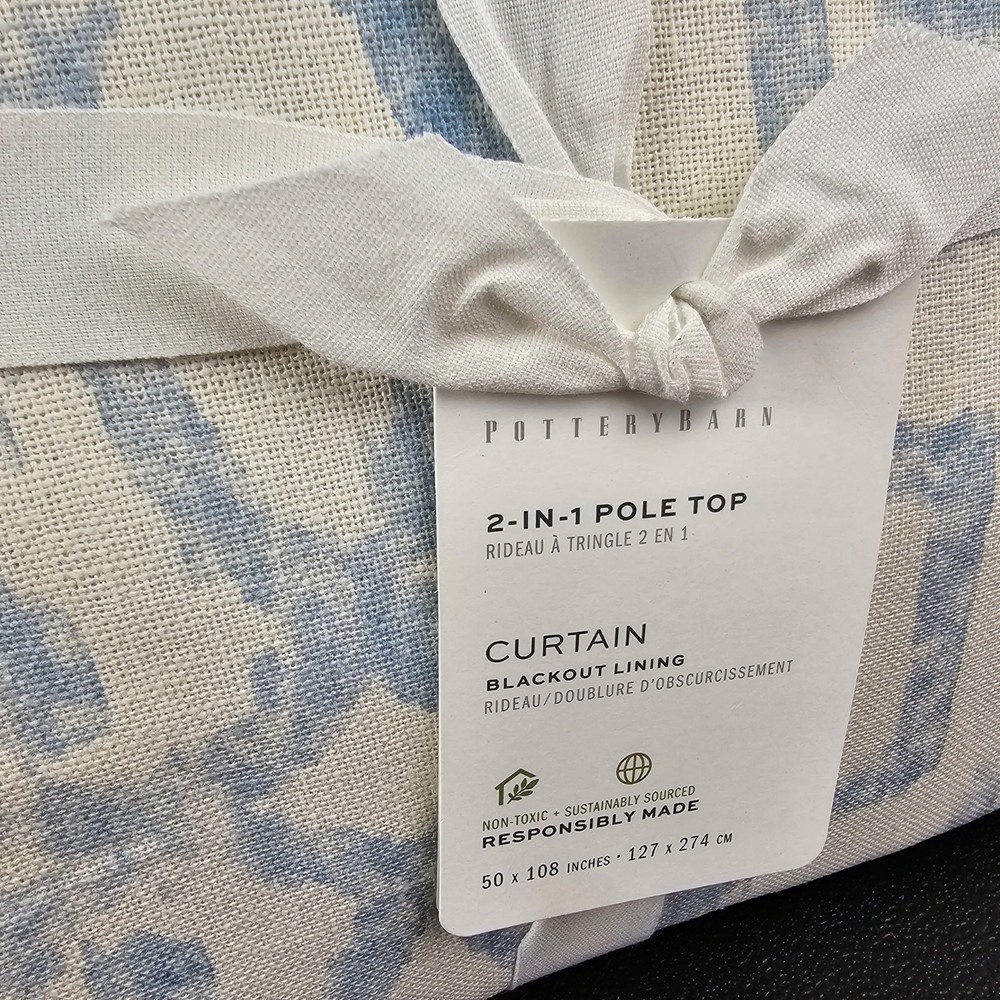 POTTERYBARN
2-IN-1 POLE TOP
RIDEAU À TRINGLE 2 EN 1
CURTAIN
BLACKOUT LINING
RIDEAU/DOUBLURE D'OBSCURCISSEMENT
NON-TOXIC + SUSTAINABLY SOURCED
RESPONSIBLY MADE
50 x 108 INCHES · 127 x 274 CM